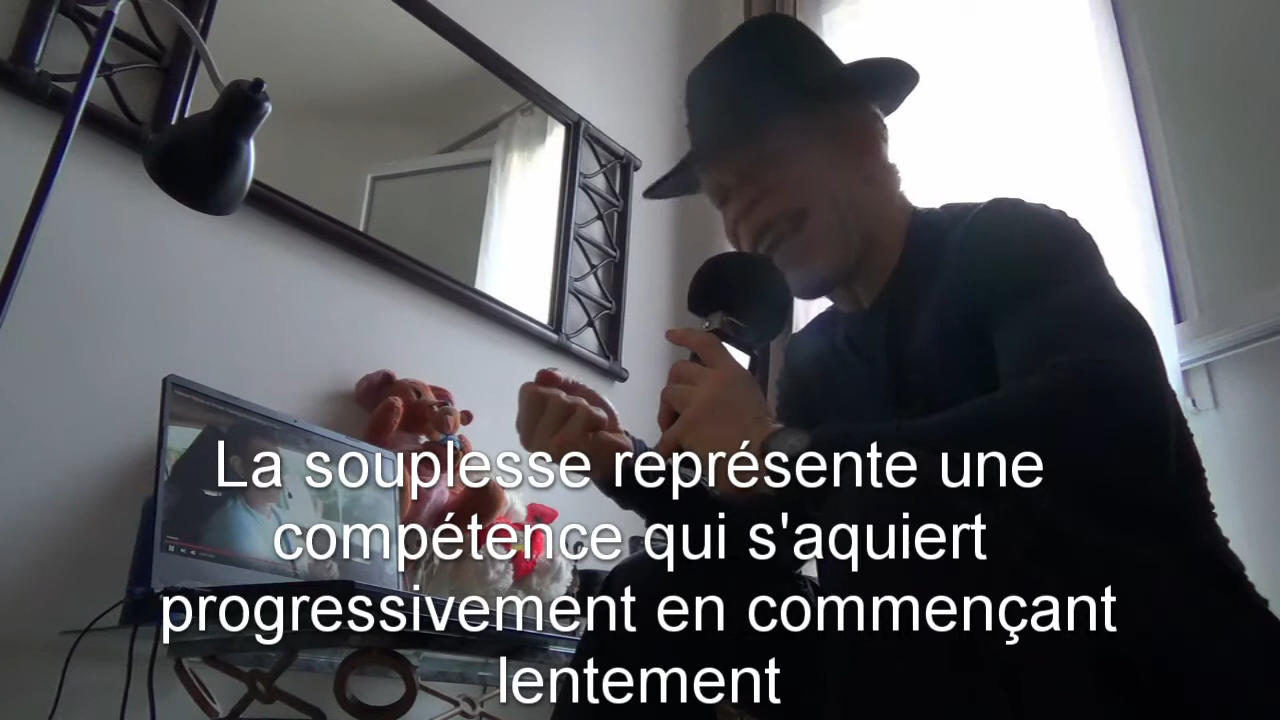 La souplesse représente une
compétence qui s'aquiert
progressivement en commençant
lentement